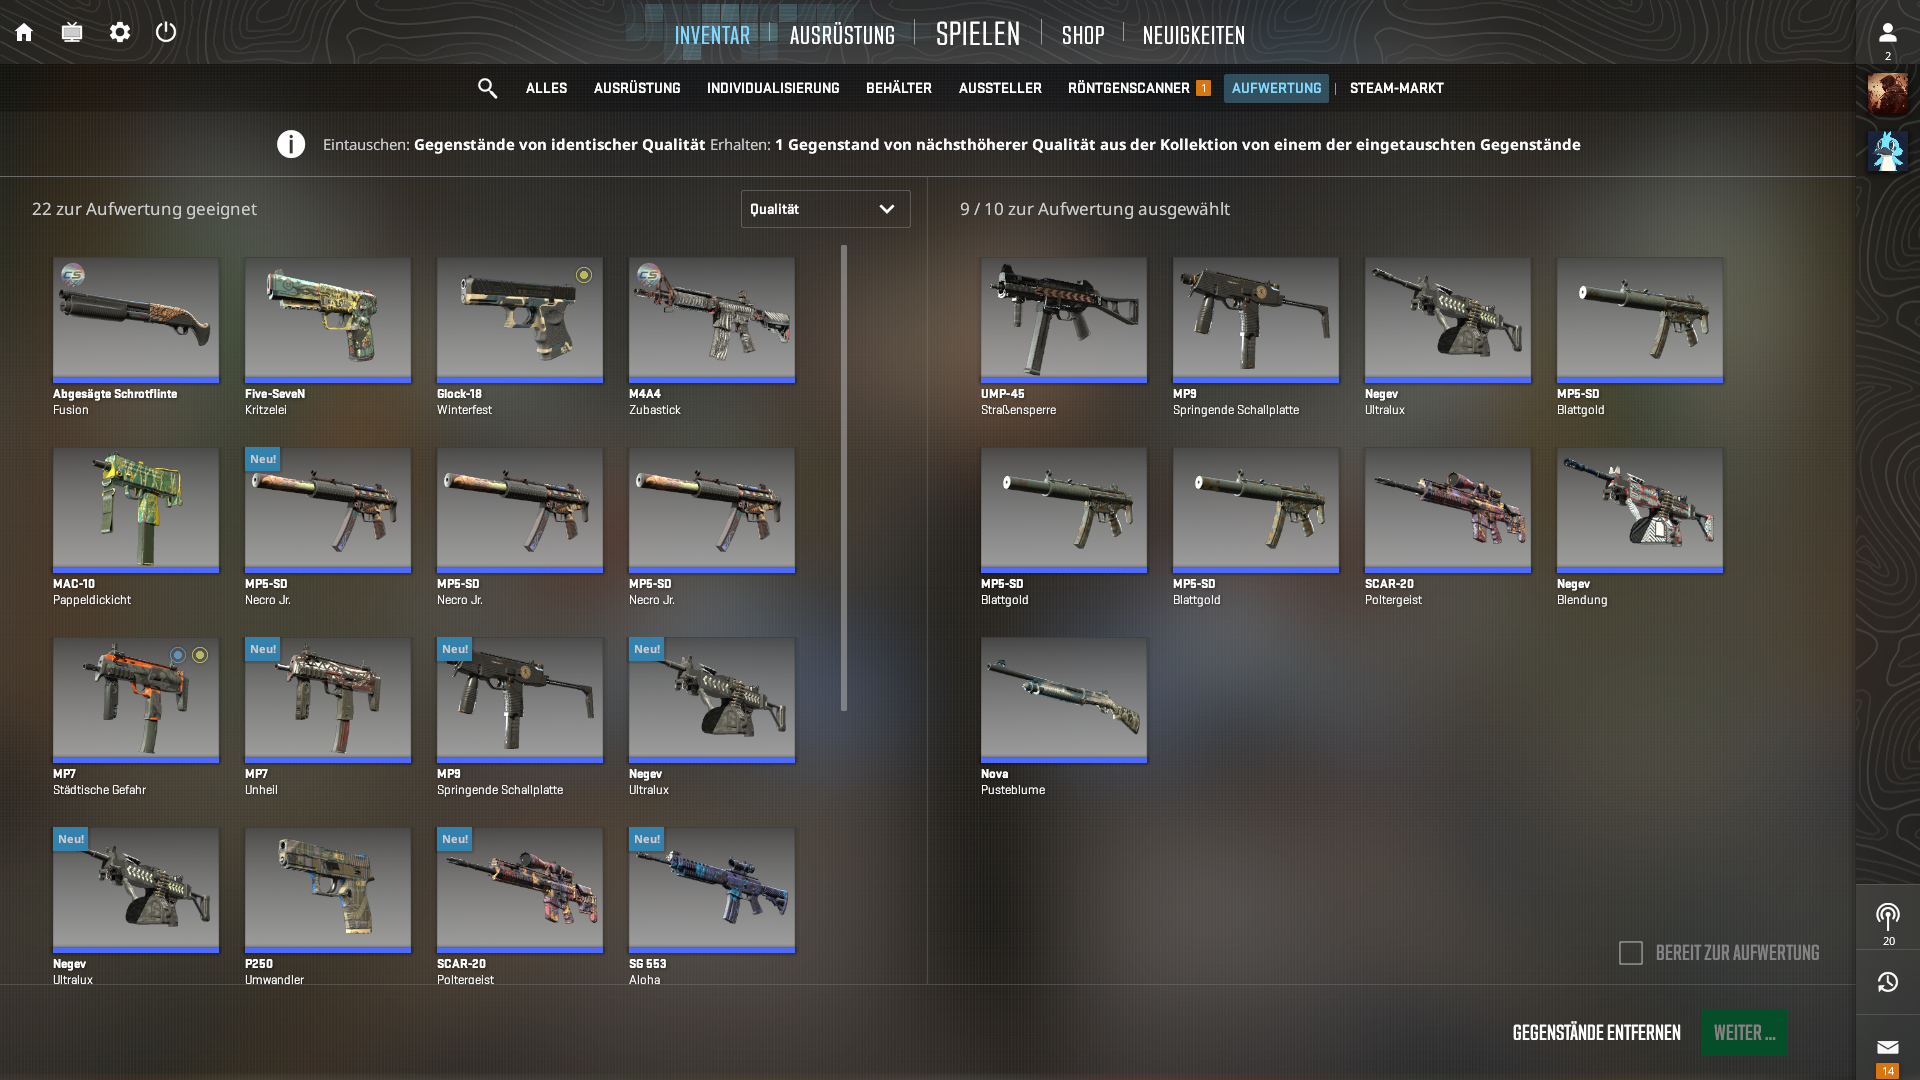 INVENTAR
AUSRÜSTUNG
SPIELEN
SHOP
NEUIGKEITEN
2
ALLES
AUSRÜSTUNG
INDIVIDUALISIERUNG
BEHÄLTER
AUSSTELLER
RÖNTGENSCANNER 1
AUFWERTUNG
STEAM-MARKT
Eintauschen: Gegenstände von identischer Qualität Erhalten: 1 Gegenstand von nächsthöherer Qualität aus der Kollektion von einem der eingetauschten Gegenstände
22 zur Aufwertung geeignet
Qualität
Abgesägte Schrotflinte
Fusion
Five-SeveN
Kritzelei
Glock-18
Winterfest
M4A4
Zubastick
MAC-10
Pappeldickicht
Neu!
MP5-SD
Necro Jr.
MP5-SD
Necro Jr.
MP5-SD
Necro Jr.
MP7
Städtische Gefahr
Neu!
MP7
Unheil
Neu!
MP9
Springende Schallplatte
Neu!
Negev
Ultralux
Neu!
Negev
Ultralux
P250
Umwandler
Neu!
SCAR-20
Poltergeist
Neu!
SG 553
Aloha
9 / 10 zur Aufwertung ausgewählt
UMP-45
Straßensperre
MP9
Springende Schallplatte
Negev
Ultralux
MP5-SD
Blattgold
MP5-SD
Blattgold
MP5-SD
Blattgold
SCAR-20
Poltergeist
Negev
Blendung
Nova
Pusteblume
BEREIT ZUR AUFWERTUNG
GEGENSTÄNDE ENTFERNEN
WEITER ...
20
14